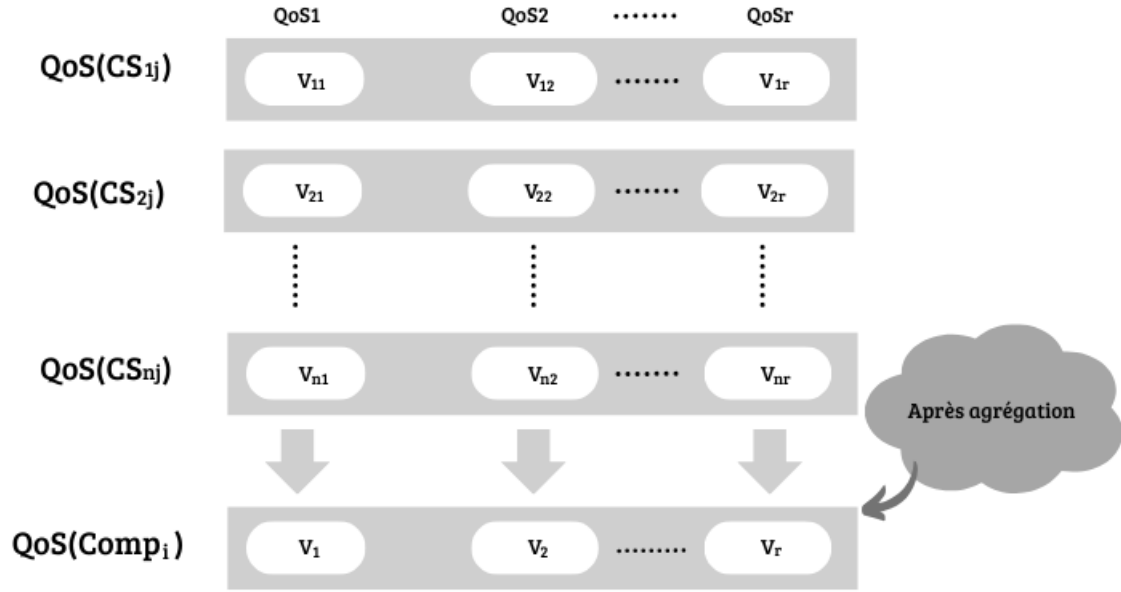 QoS1 QoS2 ....... QoSr
QoS(CS1j) V11 V12 ....... V1r
QoS(CS2j) V21 V22 ....... V2r
QoS(CSnj) Vn1 Vn2 ....... Vnr
Après agrégation
QoS(Compi) V1 V2 ......... Vr